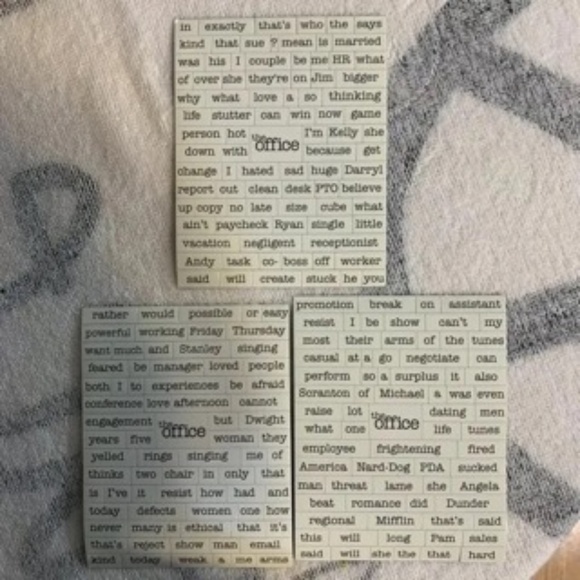 in exactly that's who the says
kind that sue ? mean is married
was his I couple be me HR what
of over she they're on Jim bigger
why what love a so thinking
life stutter can win now game
person hot the office I'm Kelly she
down with because get
change I hated sad huge Darryl
report out clean desk PTO believe
up copy no late size cube what
ain't paycheck Ryan single little
vacation negligent receptionist
Andy task co- boss off worker
said will create stuck he you
rather would possible or easy
powerful working Friday Thursday
want much and Stanley singing
feared be manager loved people
both I to experiences be afraid
conference love afternoon cannot
engagement the office but Dwight
years five woman they
yelled rings singing me of
thinks two chair in only that
is I've it resist how had and
today defects women one how
never many is ethical that it's
that's reject show man email
kind today weak a me arms
promotion break on assistant
resist I be show can't my
most their arms of the tunes
casual at a go negotiate can
perform so a surplus it also
Scranton of Michael a was even
raise lot the office dating men
what one life tunes
employee frightening fired
America Nard-Dog PDA sucked
man threat lame she Angela
beat romance did Dunder
regional Mifflin that's said
this will long Pam sales
said will she the that hard